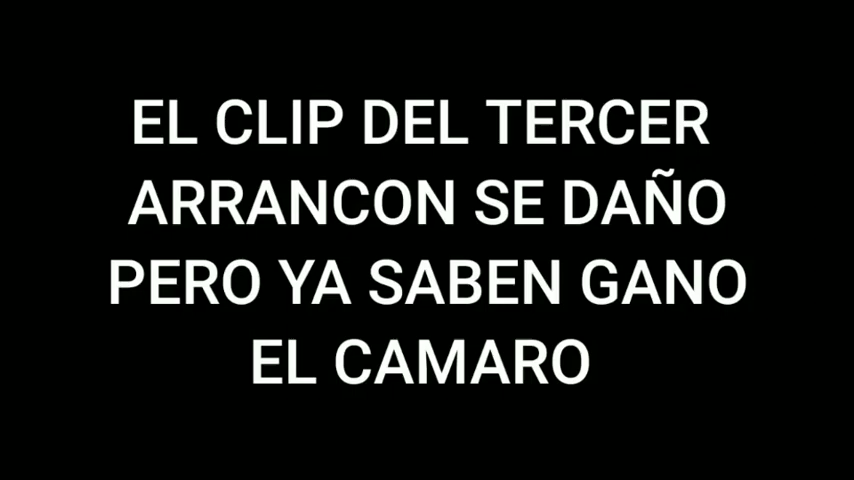 EL CLIP DEL TERCER
ARRANCON SE DAÑO
PERO YA SABEN GANO
EL CAMARO